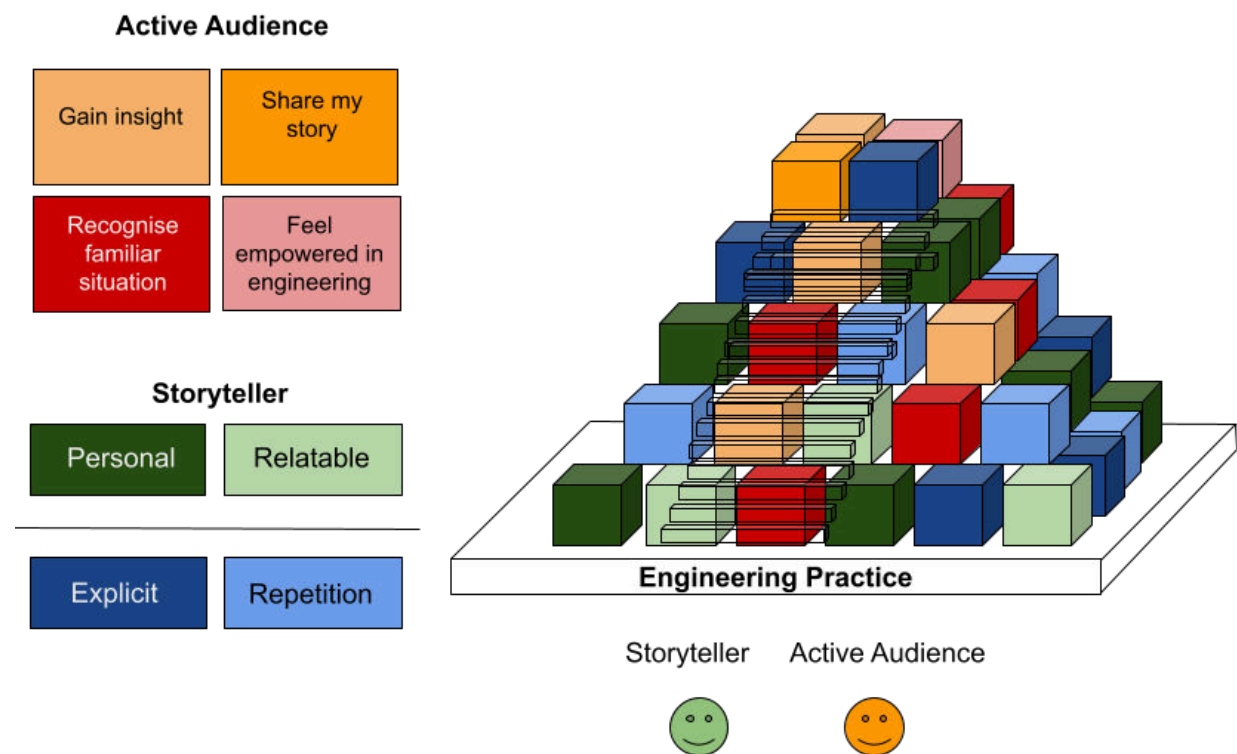 Active Audience
Gain insight
Share my
story
Recognise
familiar
situation
Feel
empowered in
engineering
Storyteller
Personal
Relatable
Explicit
Repetition
Engineering Practice
Storyteller
Active Audience